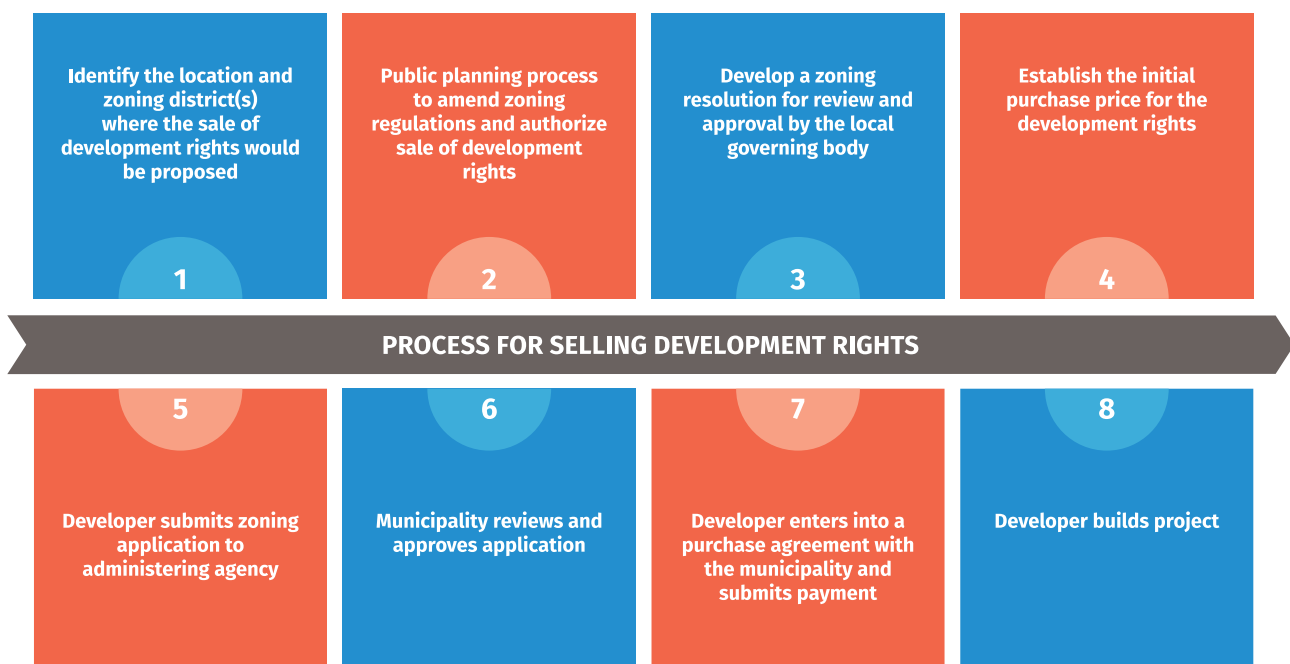 Identify the location and
zoning district(s)
where the sale of
development rights would
be proposed
1
Public planning process
to amend zoning
regulations and authorize
sale of development
rights
2
Develop a zoning
resolution for review and
approval by the local
governing body
3
Establish the initial
purchase price for the
development rights
4
PROCESS FOR SELLING DEVELOPMENT RIGHTS
5
Developer submits zoning
application to
administering agency
6
Municipality reviews and
approves application
7
Developer enters into a
purchase agreement with
the municipality and
submits payment
8
Developer builds project